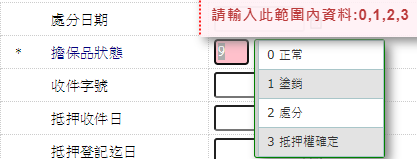 處分日期
請輸入此範圍內資料:0,1,2,3
* 擔保品狀態 9
0 正常
1 塗銷
2 處分
3 抵押權確定
收件字號
抵押收件日
抵押登記迄日